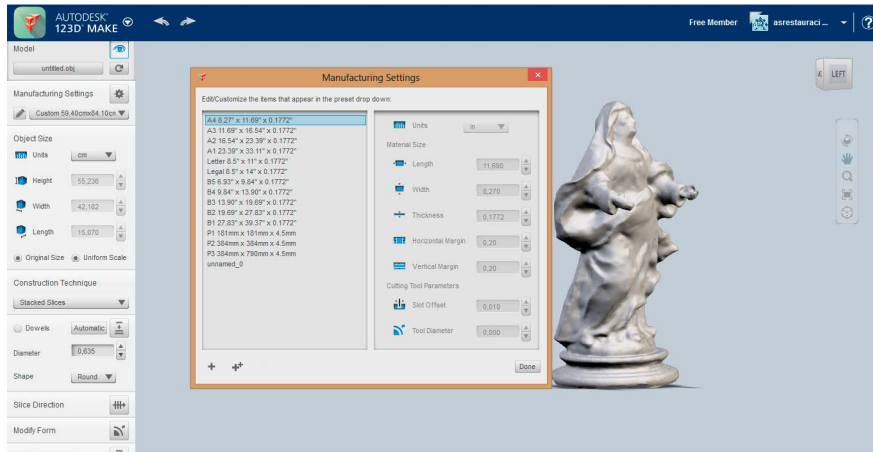 AUTODESK®
123D® MAKE
Free Member
asrestauraci ...
?
Model
untitled.obj
Manufacturing Settings
Custom 59.40cmx84.10cn
Object Size
Units
cm
Height
55,236
Width
42,182
Length
15,070
Original Size
Uniform Scale
Construction Technique
Stacked Slices
Dowels
Automatic
Diameter
0,635
Shape
Round
Slice Direction
Modify Form
Manufacturing Settings
Edit/Customize the items that appear in the preset drop down:
A4 8.27" x 11.69" x 0.1772"
A3 11.69" x 16.54" x 0.1772"
A2 16.54" x 23.39" x 0.1772"
A1 23.39" x 33.11" x 0.1772"
Letter 8.5" x 11" x 0.1772"
Legal 8.5" x 14" x 0.1772"
B5 6.93" x 9.84" x 0.1772"
B4 9.84" x 13.90" x 0.1772"
B3 13.90" x 19.69" x 0.1772"
B2 19.69" x 27.83" x 0.1772"
B1 27.83" x 39.37" x 0.1772"
P1 181mm x 181mm x 4.5mm
P2 384mm x 384mm x 4.5mm
P3 384mm x 790mm x 4.5mm
unnamed_0
Units
in
Material Size
Length
11,690
Width
8,270
Thickness
0,1772
Horizontal Margin
0,20
Vertical Margin
0,20
Cutting Tool Parameters
Slot Offset
0,010
Tool Diameter
0,000
Done
LEFT